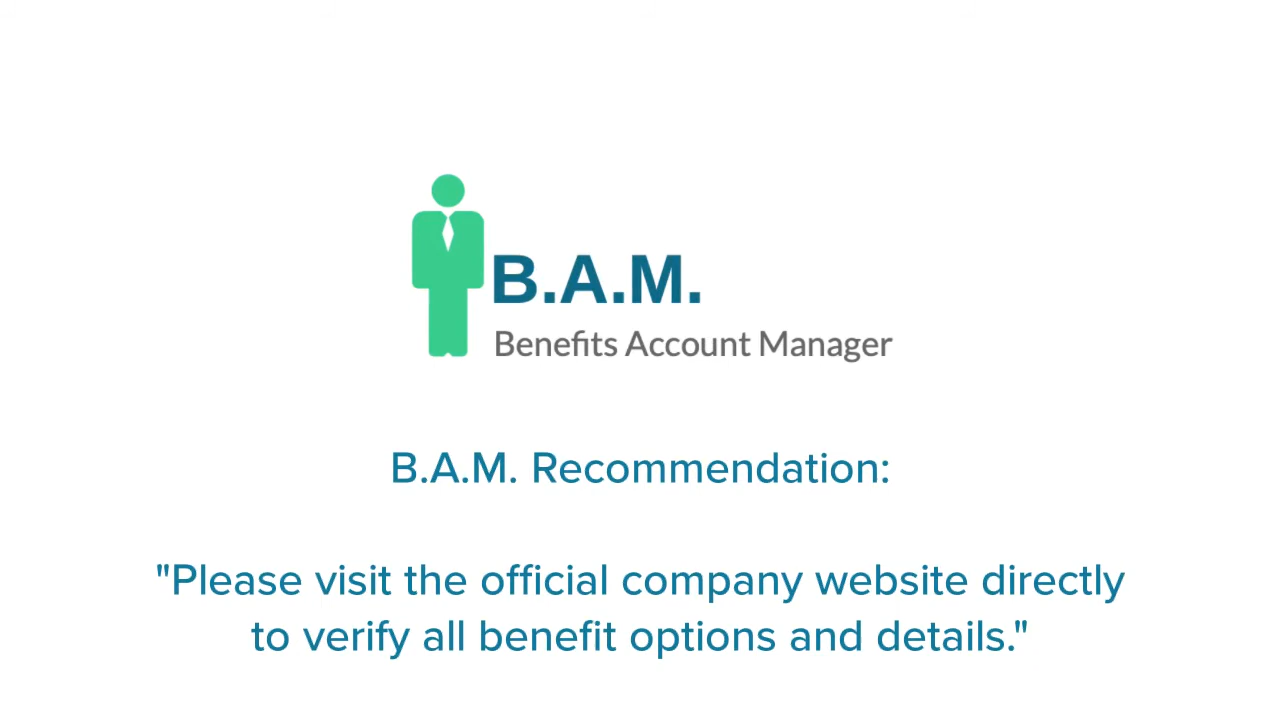 B.A.M.
Benefits Account Manager
B.A.M. Recommendation:
"Please visit the official company website directly
to verify all benefit options and details."